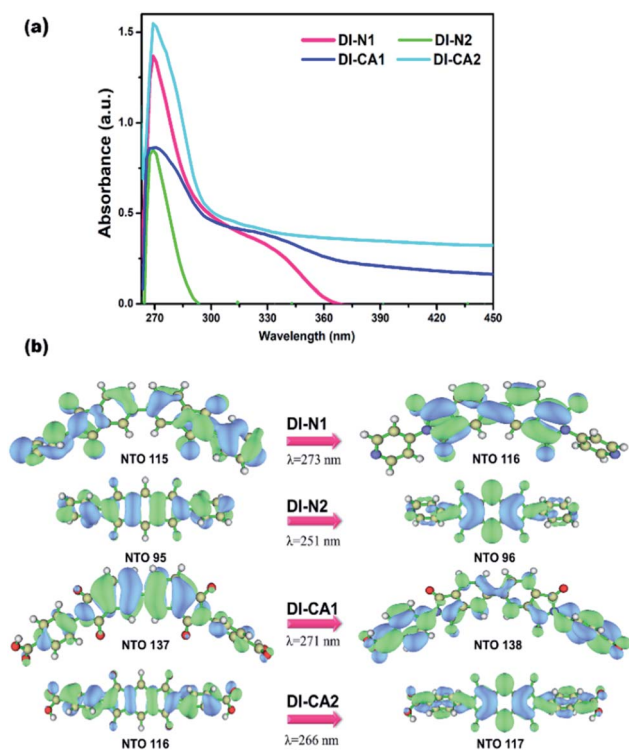 (a)
DI-N1 DI-N2
DI-CA1 DI-CA2
Absorbance (a.u.)
1.5
1.0
0.5
0.0
270 300 330 360 390 420 450
Wavelength (nm)
(b)
NTO 115 DI-N1 NTO 116
λ=273 nm
NTO 95 DI-N2 NTO 96
λ=251 nm
NTO 137 DI-CA1 NTO 138
λ=271 nm
NTO 116 DI-CA2 NTO 117
λ=266 nm